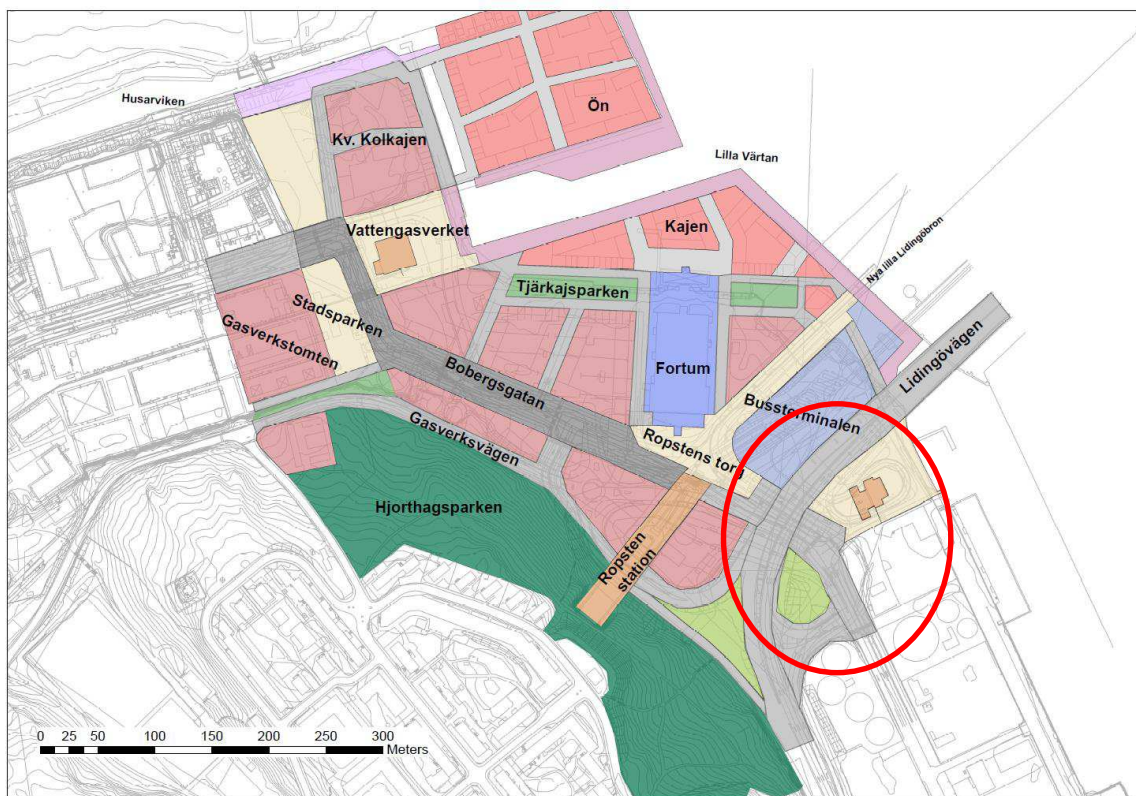 Husarviken
Ön
Kv. Kolkajen
Lilla Värtan
Vattengasverket
Kajen
Nya lilla Lidingöbron
Tjärkajsparken
Stadsparken
Gasverkstomten
Lidingövägen
Bobergsgatan
Fortum
Bussterminalen
Gasverksvägen
Ropstens torg
Hjorthagsparken
Ropsten
station
0 25 50 100 150 200 250 300
Meters